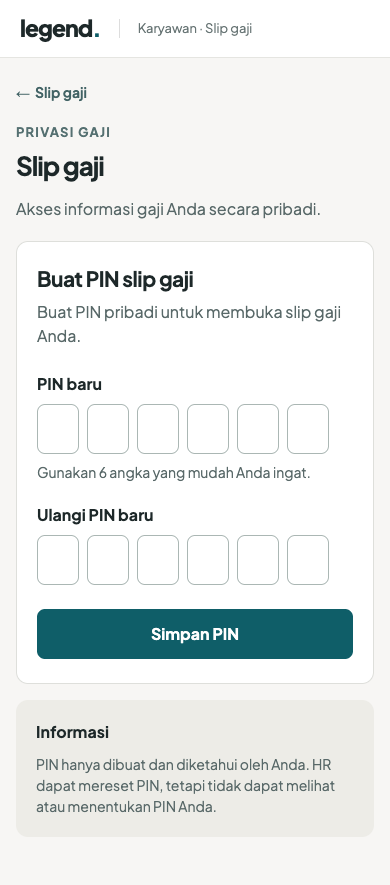 legend.
Karyawan · Slip gaji
← Slip gaji
PRIVASI GAJI
Slip gaji
Akses informasi gaji Anda secara pribadi.
Buat PIN slip gaji
Buat PIN pribadi untuk membuka slip gaji
Anda.
PIN baru
Gunakan 6 angka yang mudah Anda ingat.
Ulangi PIN baru
Simpan PIN
Informasi
PIN hanya dibuat dan diketahui oleh Anda. HR
dapat mereset PIN, tetapi tidak dapat melihat
atau menentukan PIN Anda.